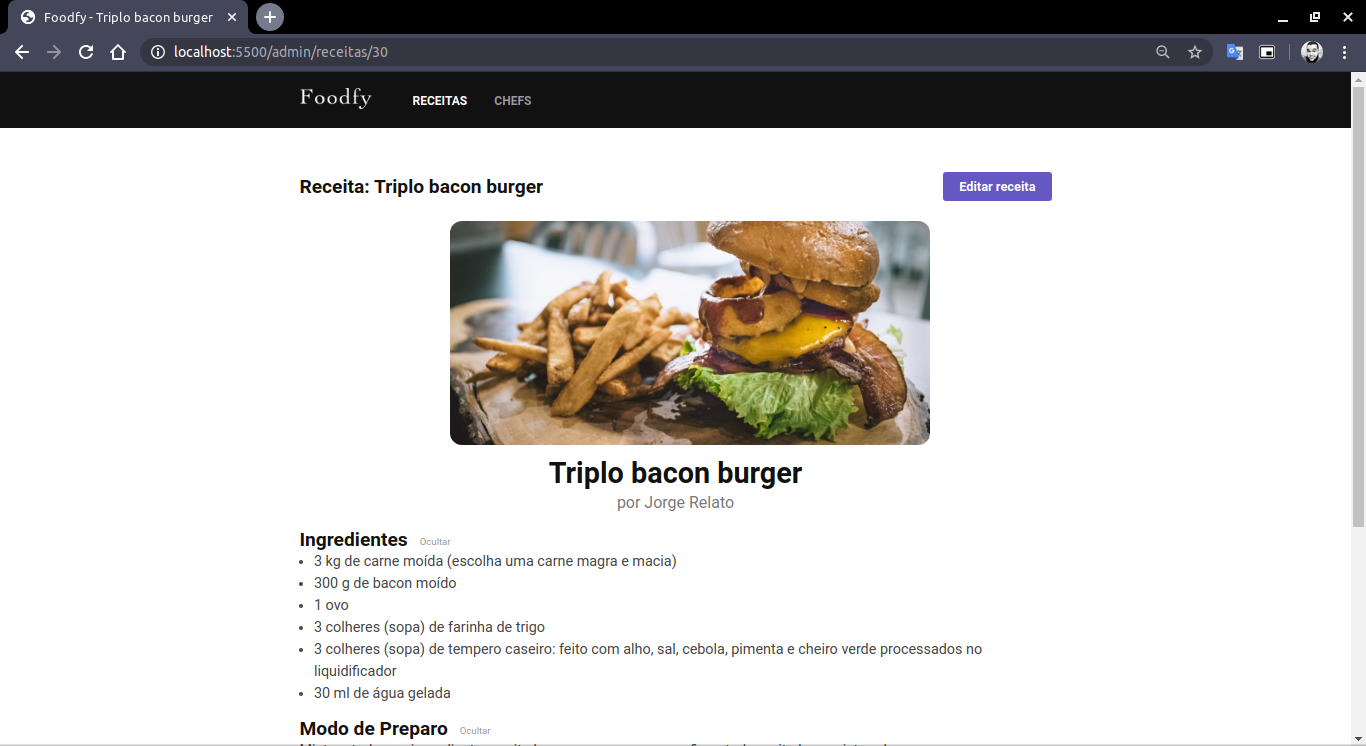 Foodfy - Triplo bacon burger
localhost:5500/admin/receitas/30
Foodfy
RECEITAS
CHEFS
Receita: Triplo bacon burger
Editar receita
Triplo bacon burger
por Jorge Relato
Ingredientes
Ocultar
3 kg de carne moída (escolha uma carne magra e macia)
300 g de bacon moído
1 ovo
3 colheres (sopa) de farinha de trigo
3 colheres (sopa) de tempero caseiro: feito com alho, sal, cebola, pimenta e cheiro verde processados no
liquidificador
30 ml de água gelada
Modo de Preparo
Ocultar